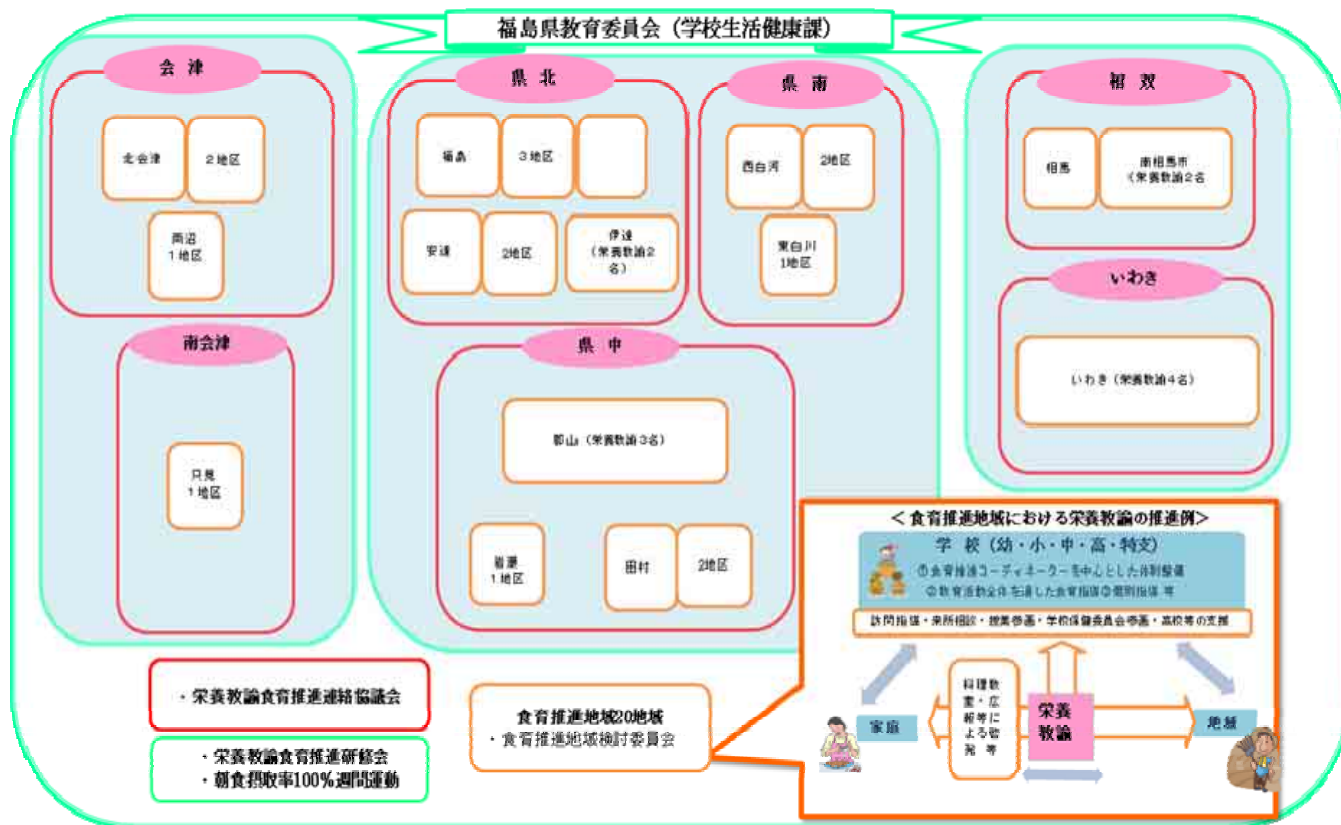 福島県教育委員会（学校生活健康課）
会 津
北会津
２地区
両沼
１地区
南会津
只見
１地区
県 北
福島
３地区
安達
2地区
伊達
（栄養教諭２
名）
県 南
西白河
2地区
東白川
1地区
県 中
郡山（栄養教諭３名）
岩瀬
１地区
田村
2地区
相 双
相馬
南相馬市
（栄養教諭２名
いわき
いわき（栄養教諭４名）
・栄養教諭食育推進連絡協議会
・栄養教諭食育推進研修会
・朝食摂取率100％週間運動
食育推進地域20地域
・食育推進地域検討委員会
＜食育推進地域における栄養教諭の推進例＞
学 校（幼・小・中・高・特支）
①食育推進コーディネーターを中心とした体制整備
②教育活動全体を通した食育指導③個別指導 等
訪問指導・来所相談・授業参画・学校保健委員会参画・高校等の支援
家庭
料理教
室・広
報等に
よる啓
発 等
栄養
教諭
地域